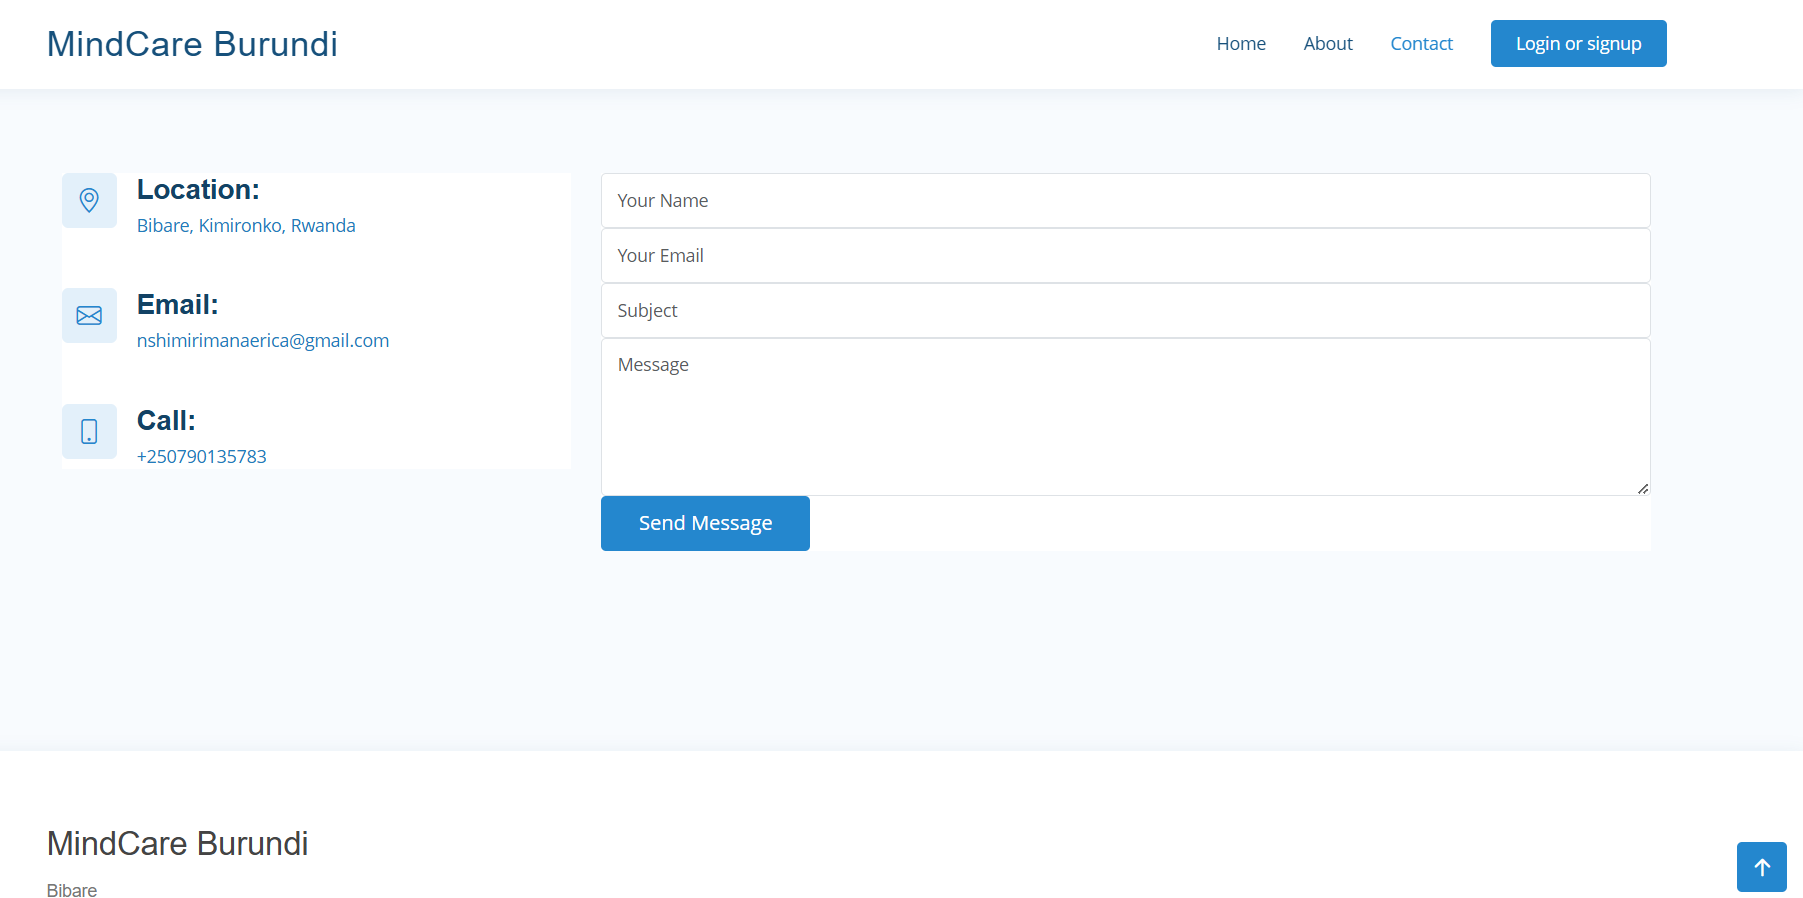 MindCare Burundi
Home
About
Contact
Login or signup
Location:
Bibare, Kimironko, Rwanda
Email:
nshimirimanaerica@gmail.com
Call:
+250790135783
Your Name
Your Email
Subject
Message
Send Message
MindCare Burundi
Bibare